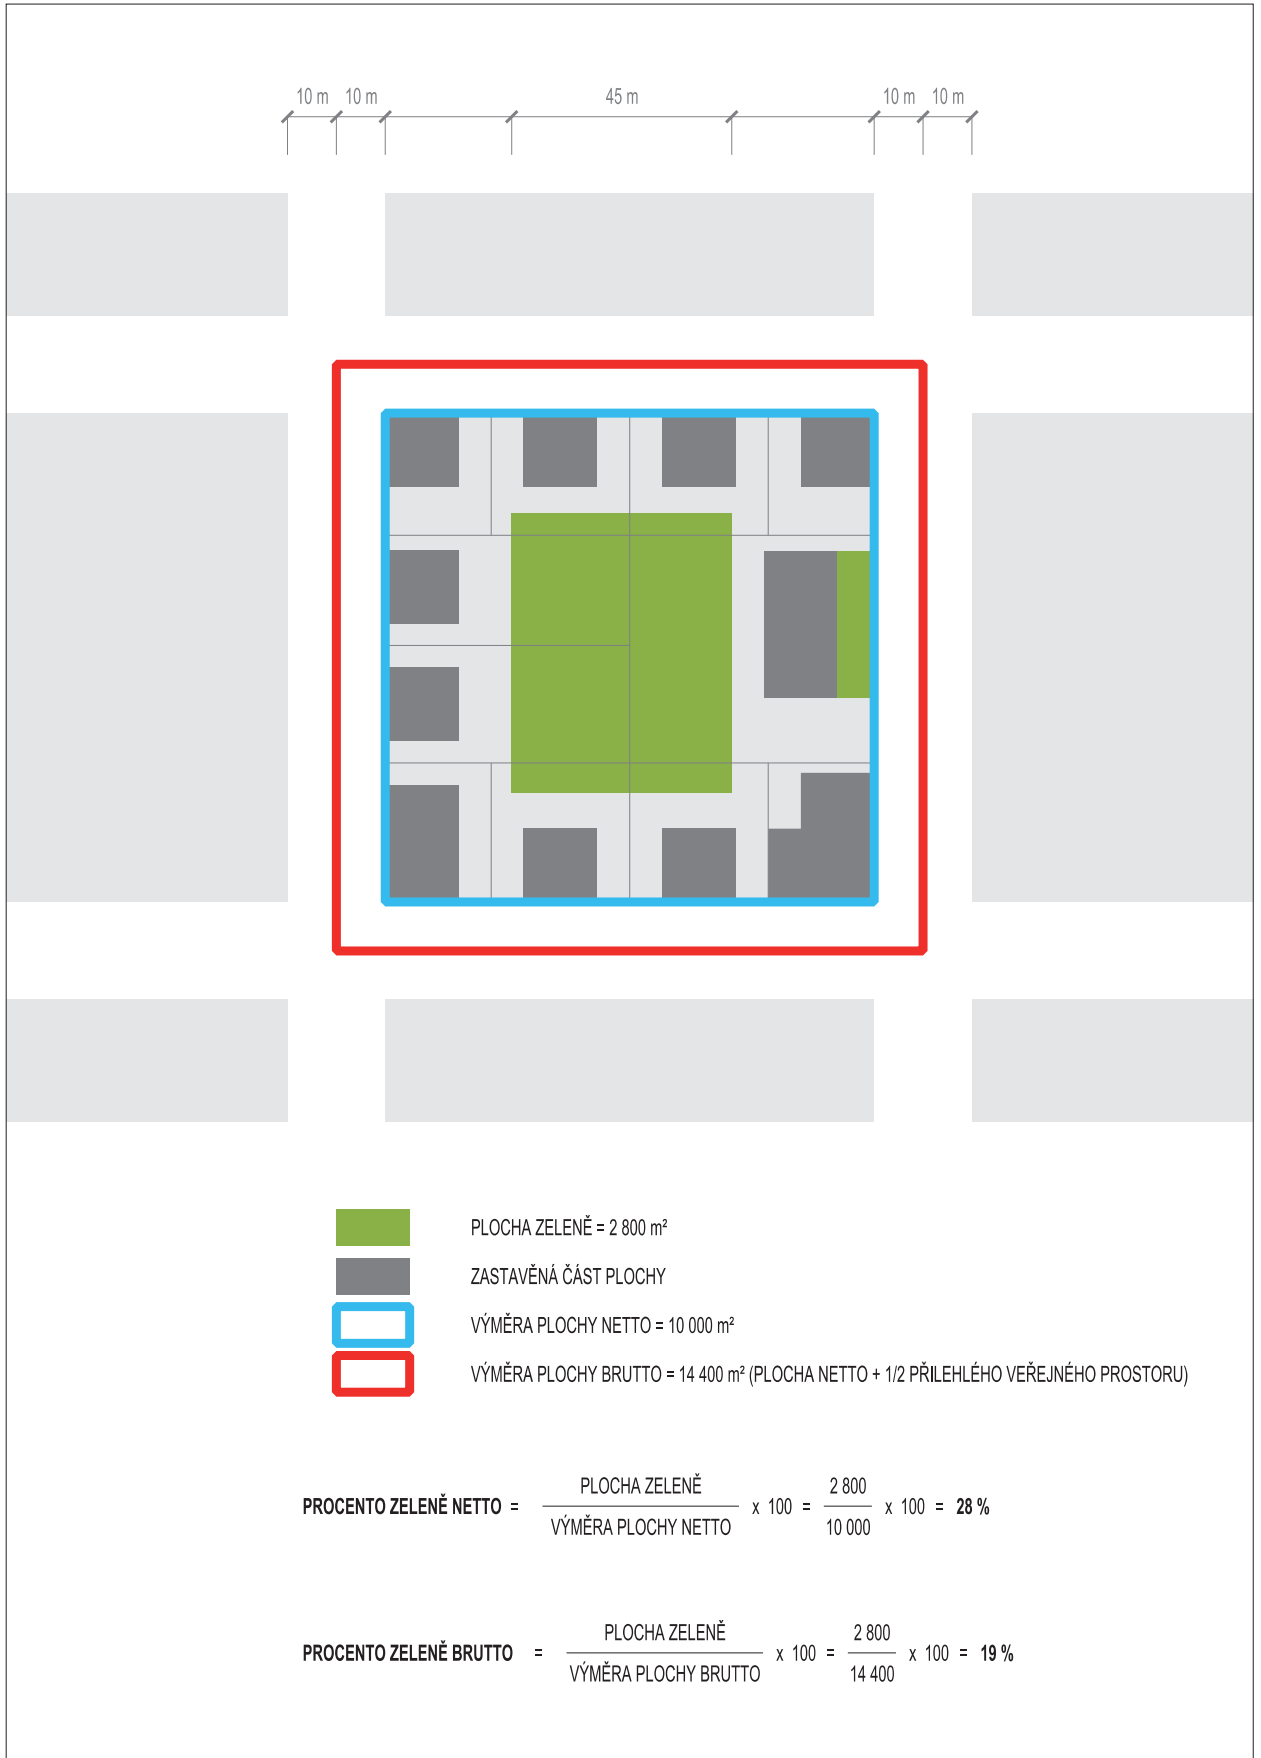 10 m 10 m 45 m 10 m 10 m
PLOCHA ZELENĚ = 2 800 m²
ZASTAVĚNÁ ČÁST PLOCHY
VÝMĚRA PLOCHY NETTO = 10 000 m²
VÝMĚRA PLOCHY BRUTTO = 14 400 m² (PLOCHA NETTO + 1/2 PŘILEHLÉHO VEŘEJNÉHO PROSTORU)
PLOCHA ZELENĚ 2 800
PROCENTO ZELENĚ NETTO = x 100 = x 100 = 28 %
VÝMĚRA PLOCHY NETTO 10 000
PLOCHA ZELENĚ 2 800
PROCENTO ZELENĚ BRUTTO = x 100 = x 100 = 19 %
VÝMĚRA PLOCHY BRUTTO 14 400